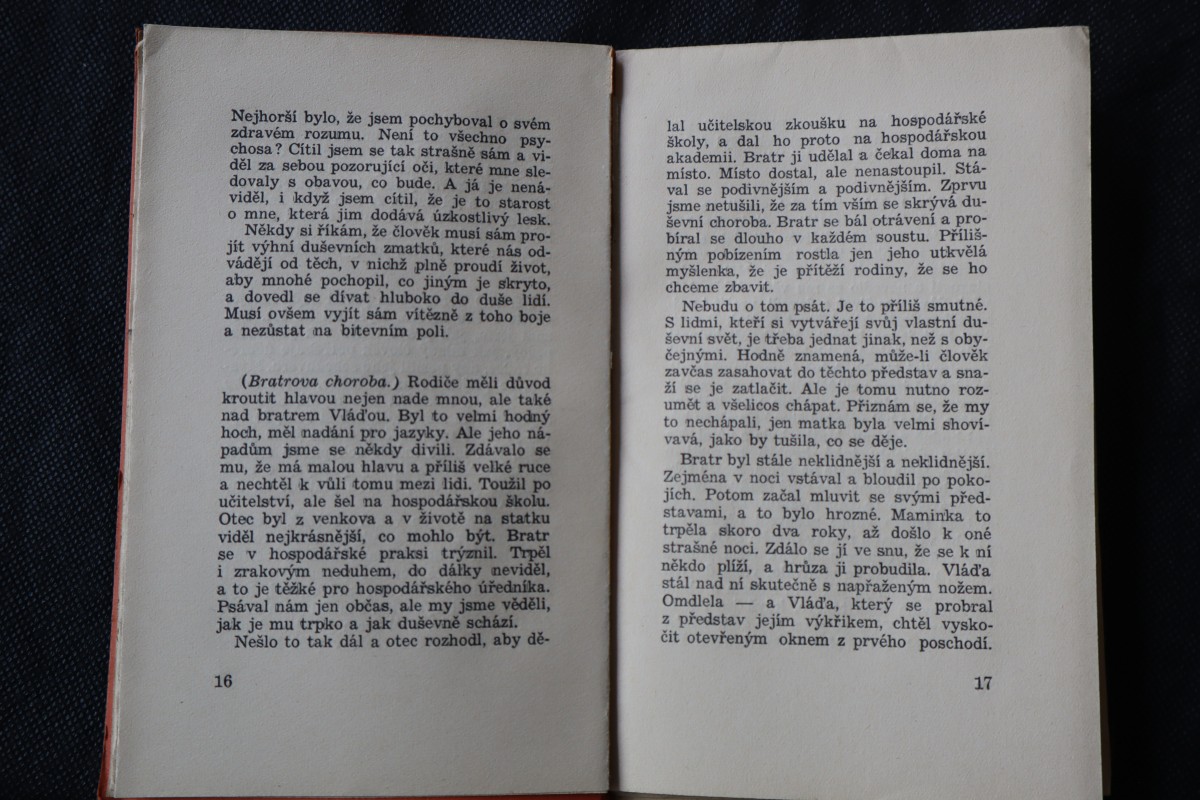 Nejhorší bylo, že jsem pochyboval o svém
zdravém rozumu. Není to všechno psy-
chosa? Cítil jsem se tak strašně sám a vi-
děl za sebou pozorující oči, které mne sle-
dovaly s obavou, co bude. A já je nená-
viděl, i když jsem cítil, že je to starost
o mne, která jim dodává úzkostlivý lesk.
Někdy si říkám, že člověk musí sám pro-
jít výhní duševních zmatků, které nás od-
vádějí od těch, v nichž plně proudí život,
aby mnohé pochopil, co jiným je skryto,
a dovedl se dívat hluboko do duše lidí.
Musí ovšem vyjít sám vítězně z toho boje
a nezůstat na bitevním poli.
(Bratrova choroba.) Rodiče měli důvod
kroutit hlavou nejen nade mnou, ale také
nad bratrem Vláďou. Byl to velmi hodný
hoch, měl nadání pro jazyky. Ale jeho ná-
padům jsme se někdy divili. Zdávalo se
mu, že má malou hlavu a příliš velké ruce
a nechtěl k vůli tomu mezi lidi. Toužil po
učitelství, ale šel na hospodářskou školu.
Otec byl z venkova a v životě na statku
viděl nejkrásnější, co mohlo být. Bratr
se v hospodářské praksi trýznil. Trpěl
i zrakovým neduhem, do dálky neviděl,
a to je těžké pro hospodářského úředníka.
Psával nám jen občas, ale my jsme věděli,
jak je mu trpko a jak duševně schází.
Nešlo to tak dál a otec rozhodl, aby dě-
16
lal učitelskou zkoušku na hospodářské
školy, a dal ho proto na hospodářskou
akademii. Bratr ji udělal a čekal doma na
místo. Místo dostal, ale nenastoupil. Stá-
val se podivnějším a podivnějším. Zprvu
jsme netušili, že za tím vším se skrývá du-
ševní choroba. Bratr se bál otrávení a pro-
bíral se dlouho v každém soustu. Příliš-
ným pobízením rostla jen jeho utkvělá
myšlenka, že je přítěží rodiny, že se ho
chceme zbavit.
Nebudu o tom psát. Je to příliš smutné.
S lidmi, kteří si vytvářejí svůj vlastní du-
ševní svět, je třeba jednat jinak, než s oby-
čejnými. Hodně znamená, může-li člověk
zavčas zasahovat do těchto představ a sna-
ží se je zatlačit. Ale je tomu nutno roz-
umět a všelicos chápat. Přiznám se, že my
to nechápali, jen matka byla velmi shoví-
vavá, jako by tušila, co se děje.
Bratr byl stále neklidnější a neklidnější.
Zejména v noci vstával a bloudil po poko-
jích. Potom začal mluvit se svými před-
stavami, a to bylo hrozné. Maminka to
trpěla skoro dva roky, až došlo k oné
strašné noci. Zdálo se jí ve snu, že se k ní
někdo plíží, a hrůza ji probudila. Vláďa
stál nad ní skutečně s napřaženým nožem.
Omdlela — a Vláďa, který se probral
z představ jejím výkřikem, chtěl vysko-
čit otevřeným oknem z prvého poschodí.
17